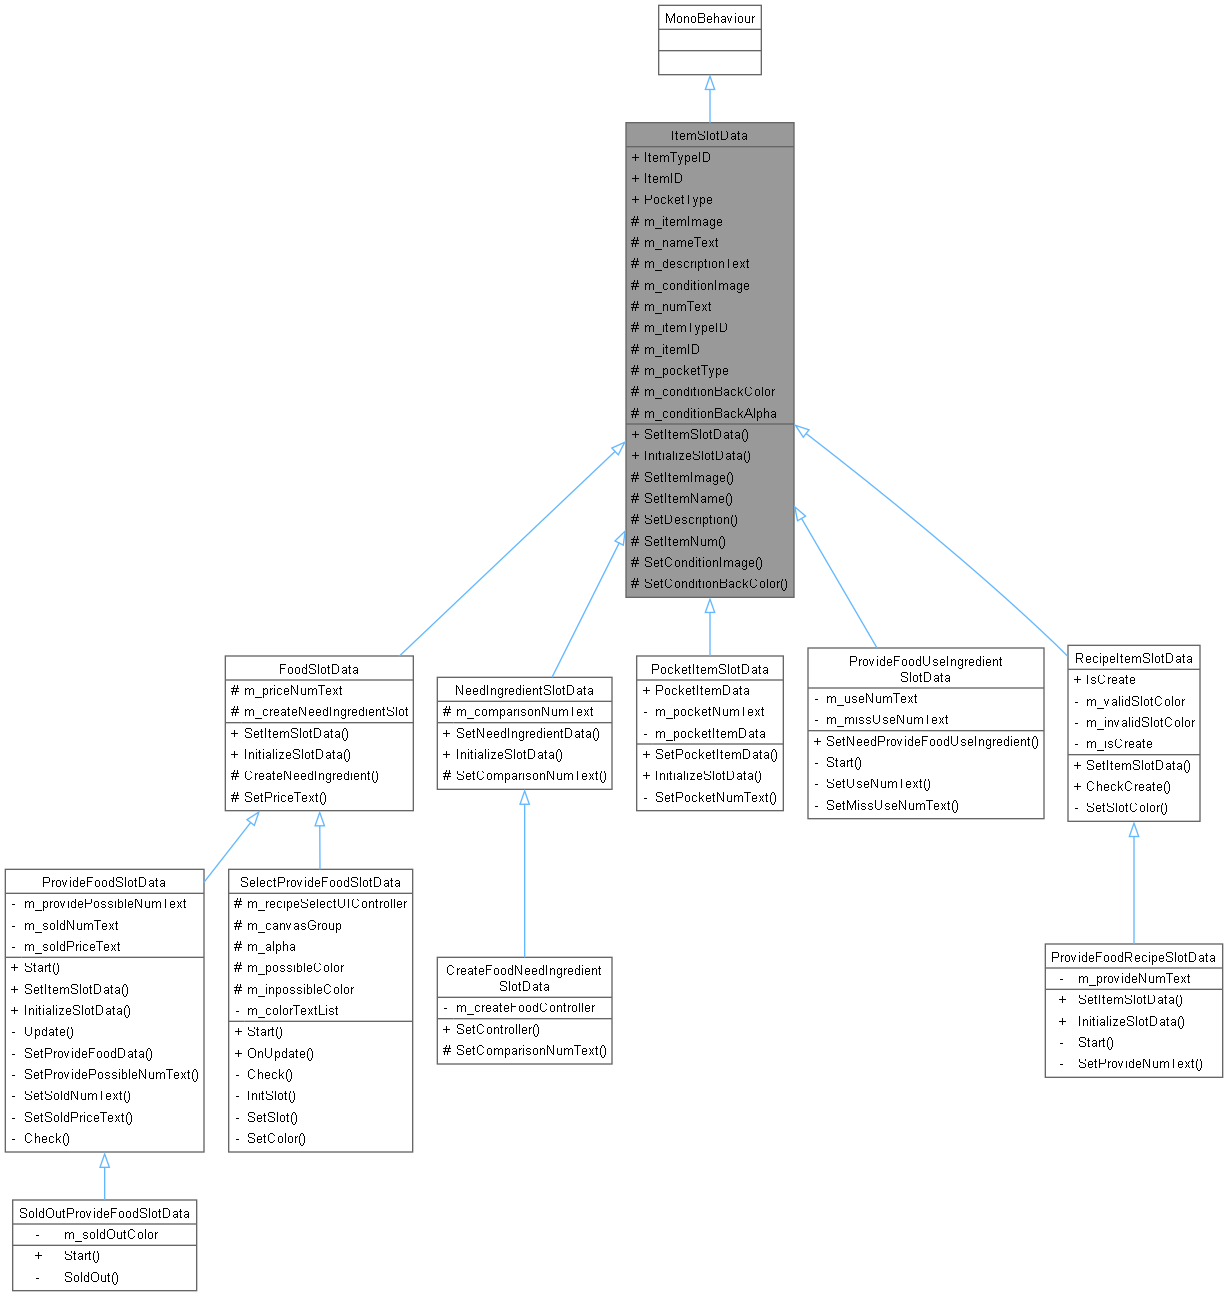 MonoBehaviour
ItemSlotData
+ ItemTypeID
+ ItemID
+ PocketType
# m_itemImage
# m_nameText
# m_descriptionText
# m_conditionImage
# m_numText
# m_itemTypeID
# m_itemID
# m_pocketType
# m_conditionBackColor
# m_conditionBackAlpha
+ SetItemSlotData()
+ InitializeSlotData()
# SetItemImage()
# SetItemName()
# SetDescription()
# SetItemNum()
# SetConditionImage()
# SetConditionBackColor()
FoodSlotData
# m_priceNumText
# m_createNeedIngredientSlot
+ SetItemSlotData()
+ InitializeSlotData()
# CreateNeedIngredient()
# SetPriceText()
NeedIngredientSlotData
# m_comparisonNumText
+ SetNeedIngredientData()
+ InitializeSlotData()
# SetComparisonNumText()
PocketItemSlotData
+ PocketItemData
- m_pocketNumText
- m_pocketItemData
+ SetPocketItemData()
+ InitializeSlotData()
- SetPocketNumText()
ProvideFoodUseIngredient
SlotData
- m_useNumText
- m_missUseNumText
+ SetNeedProvideFoodUseIngredient()
- Start()
- SetUseNumText()
- SetMissUseNumText()
RecipeItemSlotData
+ IsCreate
- m_validSlotColor
- m_invalidSlotColor
- m_isCreate
+ SetItemSlotData()
+ CheckCreate()
- SetSlotColor()
ProvideFoodSlotData
- m_providePossibleNumText
- m_soldNumText
- m_soldPriceText
+ Start()
+ SetItemSlotData()
+ InitializeSlotData()
- Update()
- SetProvideFoodData()
- SetProvidePossibleNumText()
- SetSoldNumText()
- SetSoldPriceText()
- Check()
SelectProvideFoodSlotData
# m_recipeSelectUIController
# m_canvasGroup
# m_alpha
# m_possibleColor
# m_inpossibleColor
- m_colorTextList
+ Start()
+ OnUpdate()
- Check()
- InitSlot()
- SetSlot()
- SetColor()
CreateFoodNeedIngredient
SlotData
- m_createFoodController
+ SetController()
# SetComparisonNumText()
ProvideFoodRecipeSlotData
- m_provideNumText
+ SetItemSlotData()
+ InitializeSlotData()
- Start()
- SetProvideNumText()
SoldOutProvideFoodSlotData
- m_soldOutColor
+ Start()
- SoldOut()